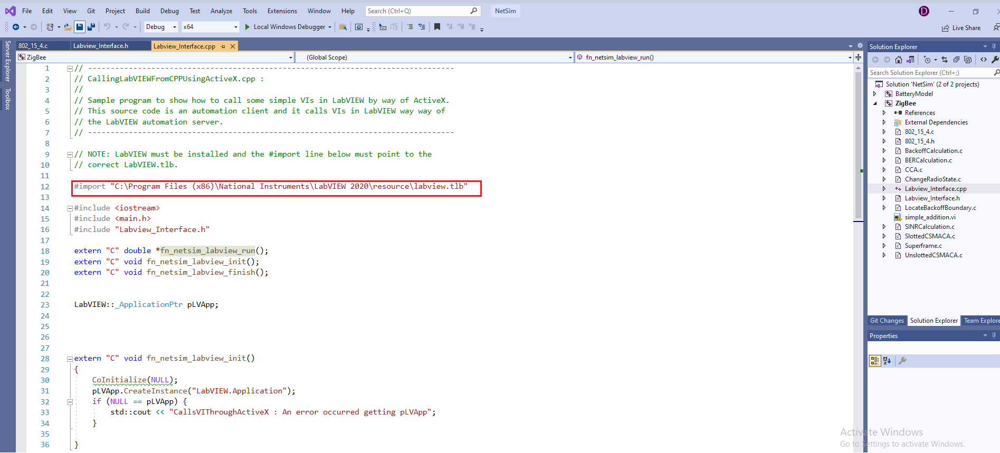 File Edit View Git Project Build Debug Test Analyze Tools Extensions Window Help Search (Ctrl+Q) NetSim D
Debug x64 Local Windows Debugger Live Share
Server Explorer
Toolbox
802_15_4.c Labview_Interface.h Labview_Interface.cpp
ZigBee (Global Scope) fn_netsim_labview_run()
1 // ---------------------------------------------------------------------------------
2 // CallingLabVIEWFromCPPUsingActiveX.cpp :
3 //
4 // Sample program to show how to call some simple VIs in LabVIEW by way of ActiveX.
5 // This source code is an automation client and it calls VIs in LabVIEW way way of
6 // the LabVIEW automation server.
7 // ---------------------------------------------------------------------------------
8
9 // NOTE: LabVIEW must be installed and the #import line below must point to the
10 // correct LabVIEW.tlb.
11
12 #import "C:\Program Files (x86)\National Instruments\LabVIEW 2020\resource\labview.tlb"
13
14 #include <iostream>
15 #include <main.h>
16 #include "Labview_Interface.h"
17
18 extern "C" double *fn_netsim_labview_run();
19 extern "C" void fn_netsim_labview_init();
20 extern "C" void fn_netsim_labview_finish();
21
22
23 LabVIEW::_ApplicationPtr pLVApp;
24
25
26
27
28 extern "C" void fn_netsim_labview_init()
29 {
30 CoInitialize(NULL);
31 pLVApp.CreateInstance("LabVIEW.Application");
32 if (NULL == pLVApp) {
33 std::cout << "CallsVIThroughActiveX : An error occurred getting pLVApp";
34 }
35
36 }
Solution Explorer
Search Solution Explorer (Ctrl+;)
Solution 'NetSim' (2 of 2 projects)
BatteryModel
ZigBee
References
External Dependencies
802_15_4.c
802_15_4.h
BackoffCalculation.c
BERCalculation.c
CCA.c
ChangeRadioState.c
Labview_Interface.cpp
Labview_Interface.h
LocateBackoffBoundary.c
simple_addition.vi
SINRCalculation.c
SlottedCSMACA.c
Superframe.c
UnslottedCSMACA.c
Git Changes Solution Explorer Team Explore
Properties
Activate Windows
Go to Settings to activate Windows.